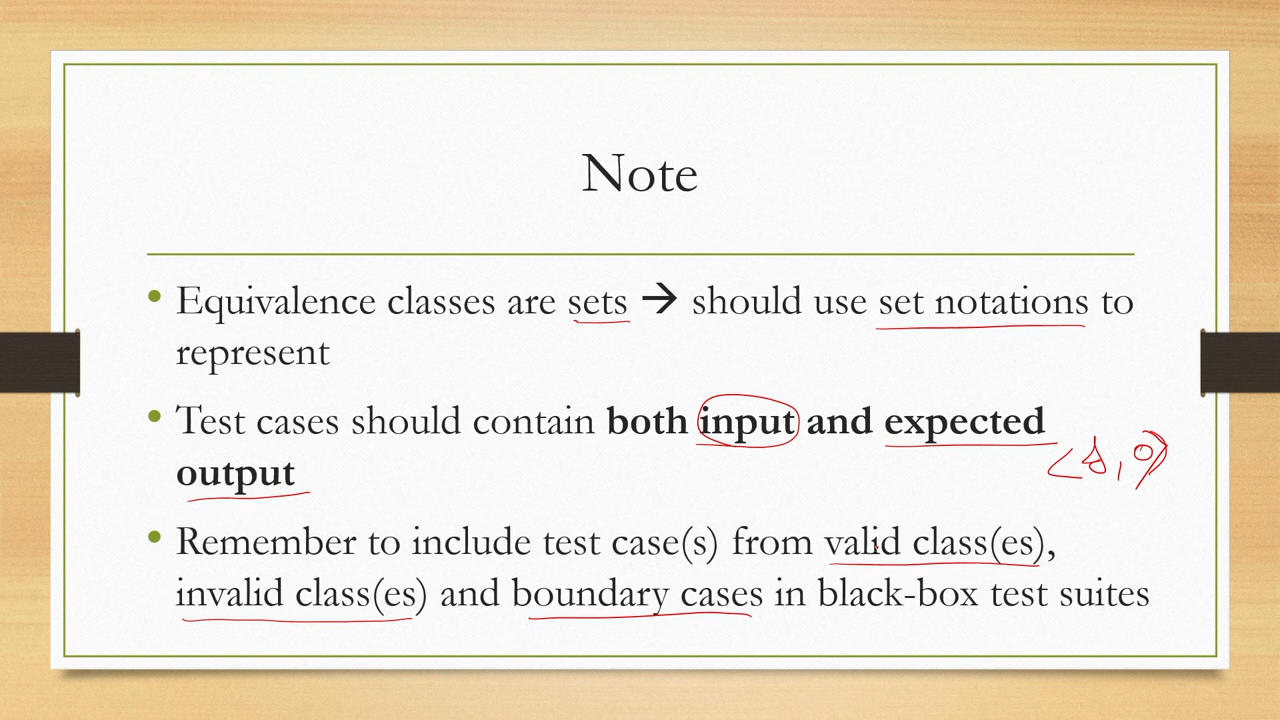 Note
• Equivalence classes are sets → should use set notations to
represent
• Test cases should contain both input and expected
output
• Remember to include test case(s) from valid class(es),
invalid class(es) and boundary cases in black-box test suites